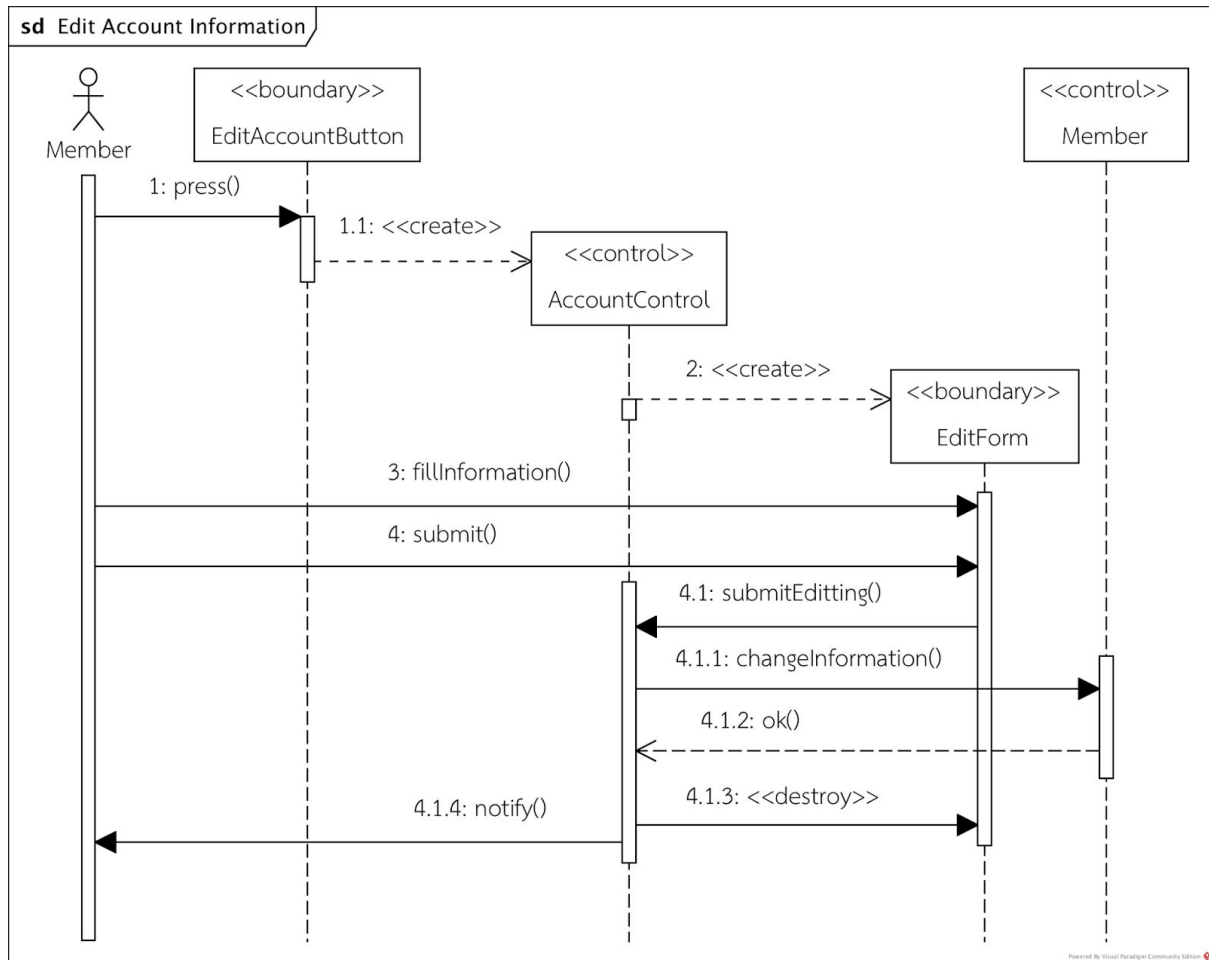 sd Edit Account Information
Member
<<boundary>>
EditAccountButton
<<control>>
Member
1: press()
1.1: <<create>>
<<control>>
AccountControl
2: <<create>>
<<boundary>>
EditForm
3: fillInformation()
4: submit()
4.1: submitEditting()
4.1.1: changeInformation()
4.1.2: ok()
4.1.3: <<destroy>>
4.1.4: notify()
Powered By Visual Paradigm Community Edition